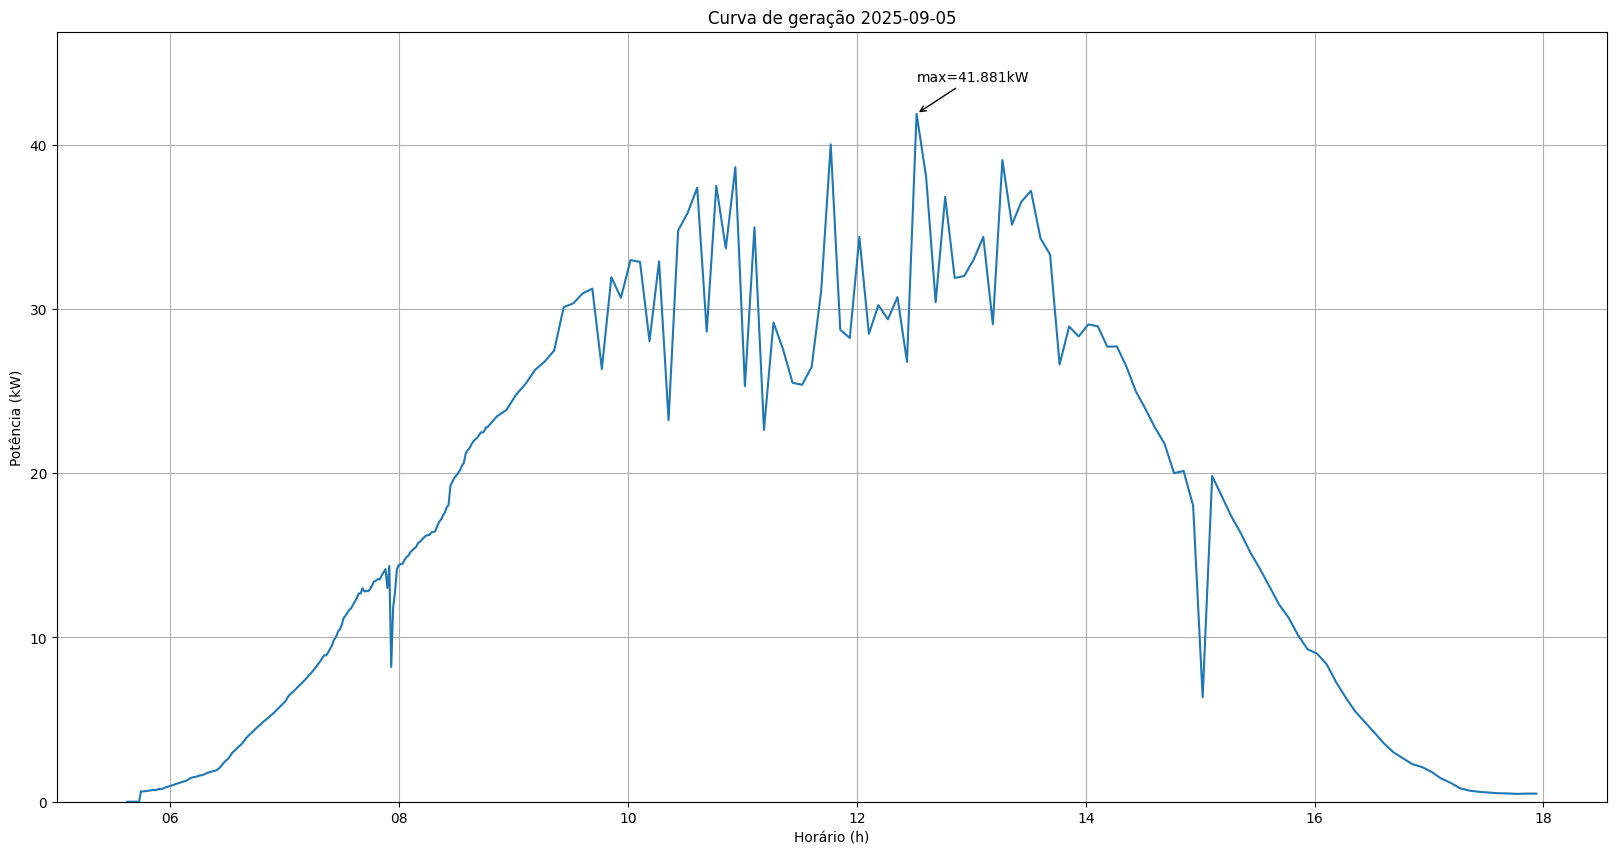 Curva de geração 2025-09-05
max=41.881kW
40
30
20
10
0
Potência (kW)
06 08 10 12 14 16 18
Horário (h)